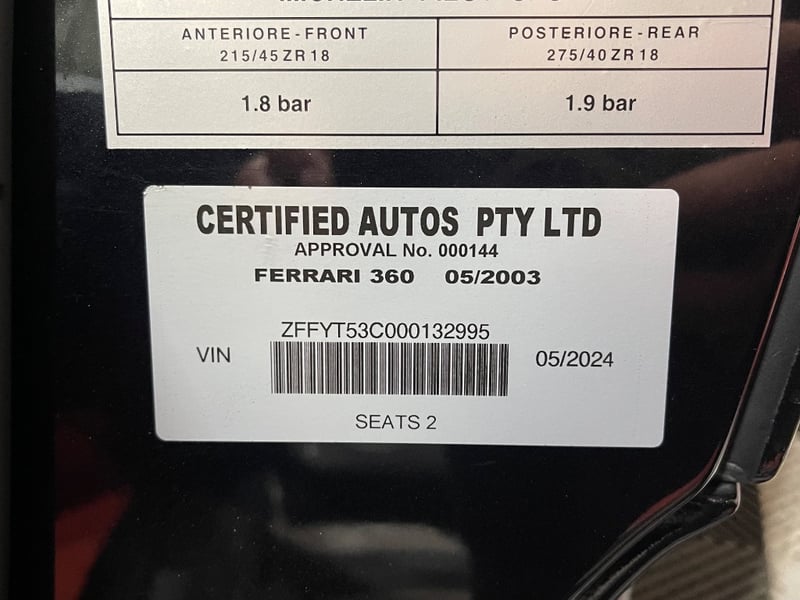 ANTERIORE-FRONT
215/45 ZR 18
POSTERIORE-REAR
275/40 ZR 18
1.8 bar
1.9 bar
CERTIFIED AUTOS PTY LTD
APPROVAL No. 000144
FERRARI 360 05/2003
ZFFYT53C000132995
VIN
05/2024
SEATS 2